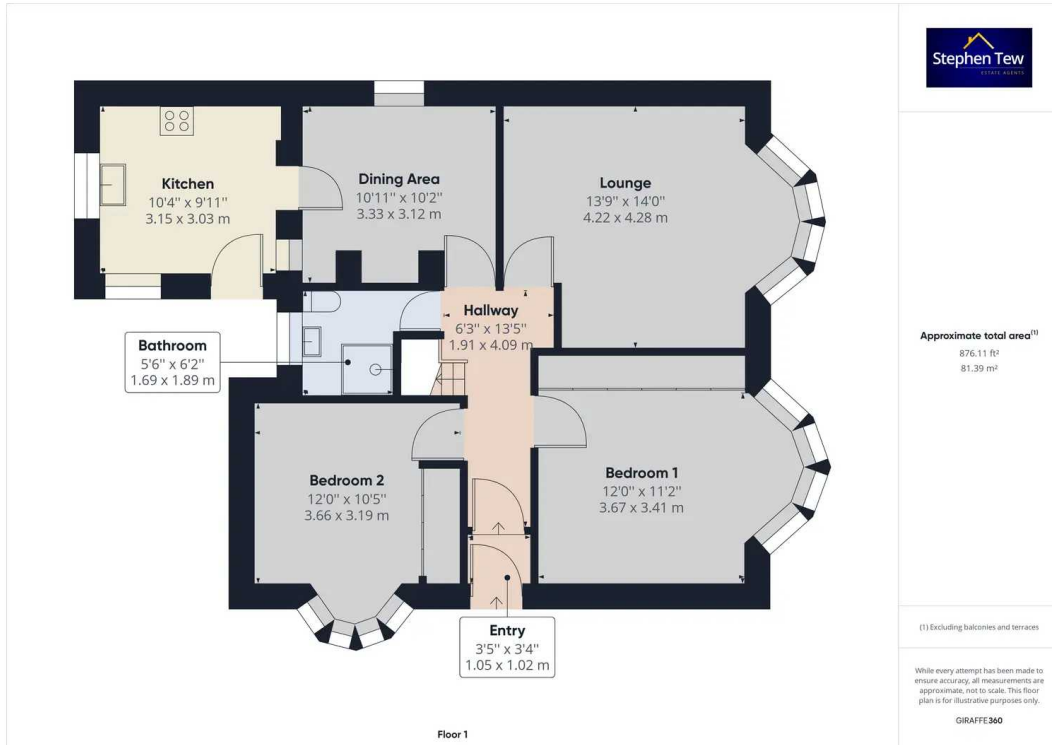 Stephen Tew
ESTATE AGENTS
Kitchen
10'4" x 9'11"
3.15 x 3.03 m
Dining Area
10'11" x 10'2"
3.33 x 3.12 m
Lounge
13'9" x 14'0"
4.22 x 4.28 m
Hallway
6'3" x 13'5"
1.91 x 4.09 m
Bathroom
5'6" x 6'2"
1.69 x 1.89 m
Bedroom 2
12'0" x 10'5"
3.66 x 3.19 m
Bedroom 1
12'0" x 11'2"
3.67 x 3.41 m
Entry
3'5" x 3'4"
1.05 x 1.02 m
Floor 1
Approximate total area(1)
876.11 ft²
81.39 m²
(1) Excluding balconies and terraces
While every attempt has been made to
ensure accuracy, all measurements are
approximate, not to scale. This floor
plan is for illustrative purposes only.
GIRAFFE360